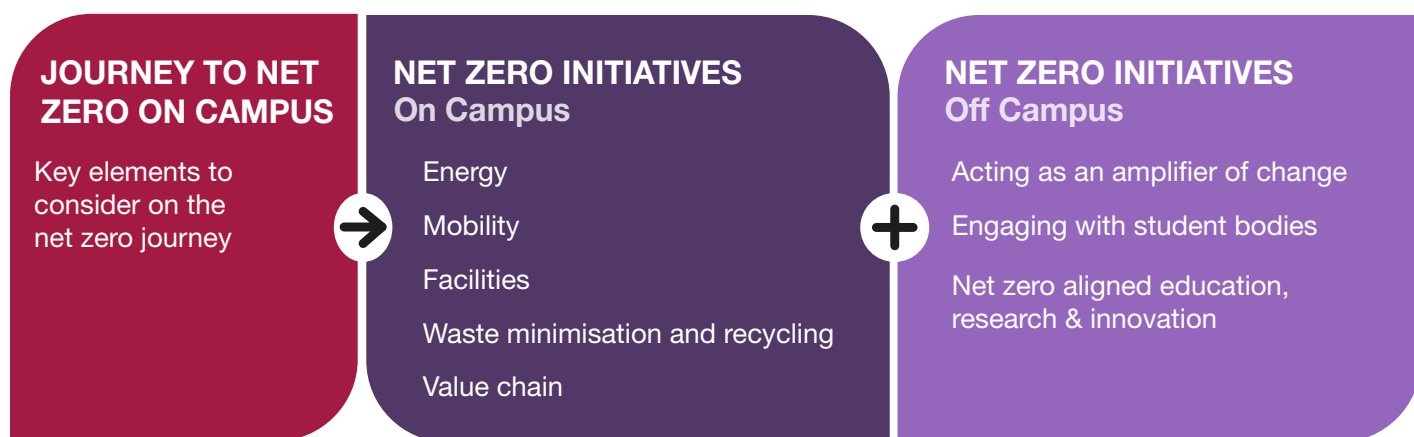 JOURNEY TO NET
ZERO ON CAMPUS
Key elements to
consider on the
net zero journey
NET ZERO INITIATIVES
On Campus
Energy
Mobility
Facilities
Waste minimisation and recycling
Value chain
NET ZERO INITIATIVES
Off Campus
Acting as an amplifier of change
Engaging with student bodies
Net zero aligned education,
research & innovation